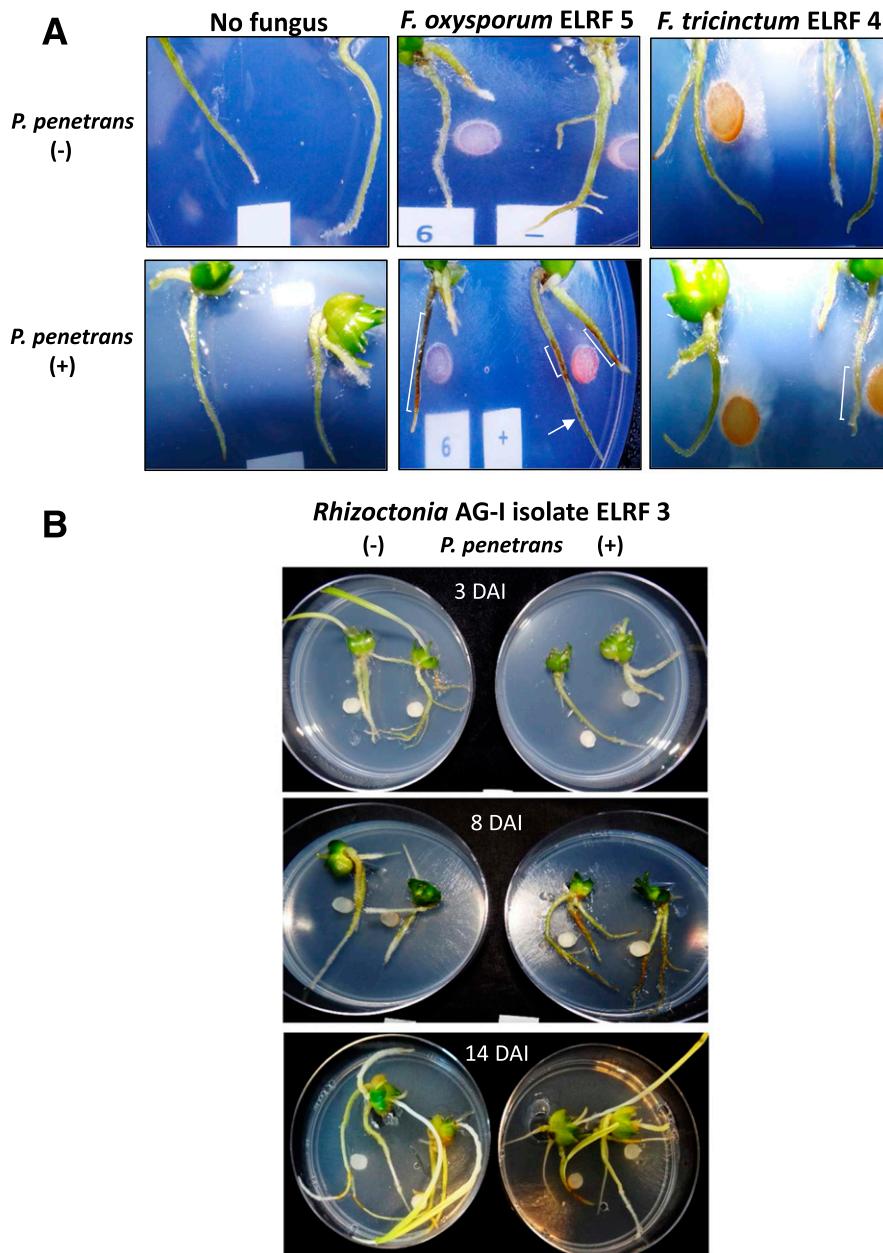 A
No fungus
F. oxysporum ELRF 5
F. tricinctum ELRF 4
P. penetrans
(-)
6
–
P. penetrans
(+)
6
+
B
Rhizoctonia AG-I isolate ELRF 3
(-) P. penetrans (+)
3 DAI
8 DAI
14 DAI